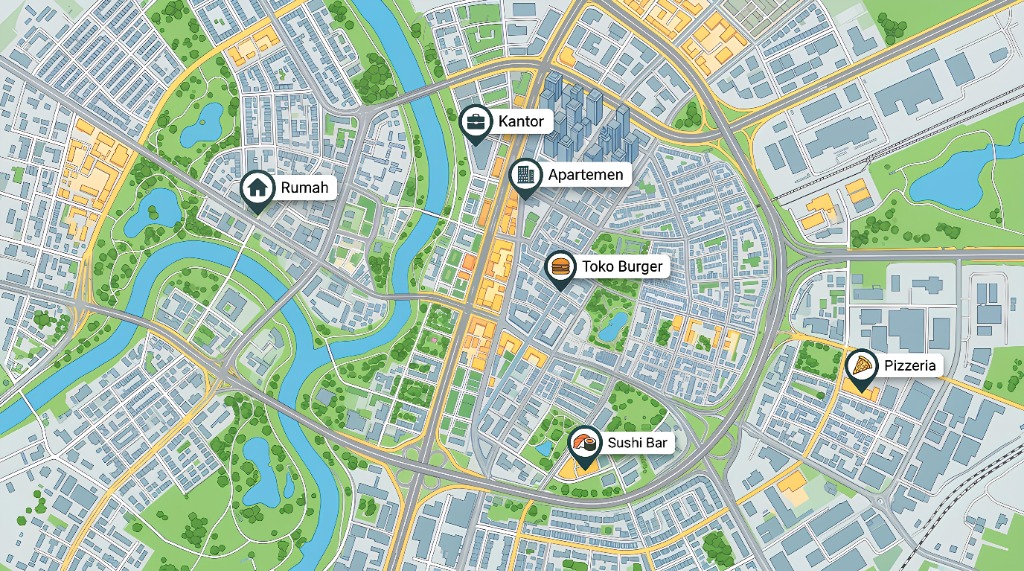 Kantor
Apartemen
Rumah
Toko Burger
Pizzeria
Sushi Bar